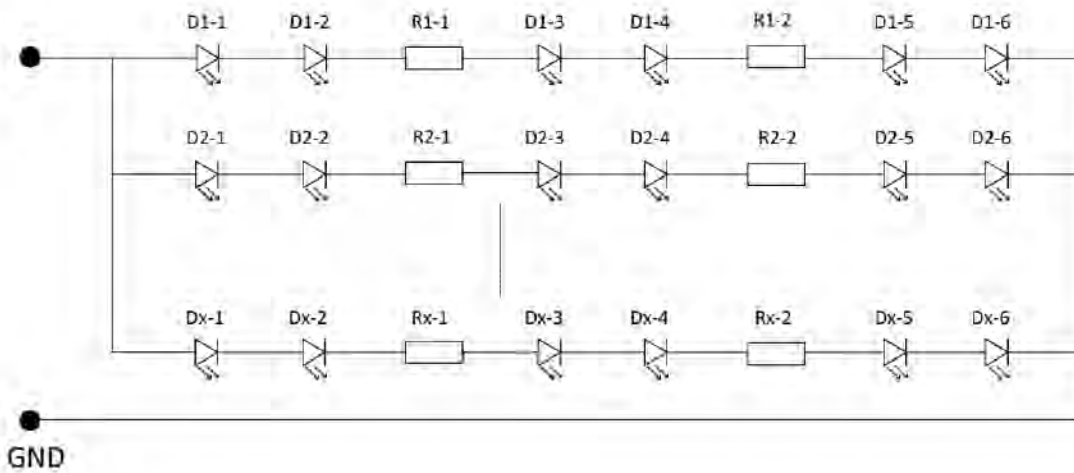 D1-1 D1-2 R1-1 D1-3 D1-4 R1-2 D1-5 D1-6
D2-1 D2-2 R2-1 D2-3 D2-4 R2-2 D2-5 D2-6
Dx-1 Dx-2 Rx-1 Dx-3 Dx-4 Rx-2 Dx-5 Dx-6
GND